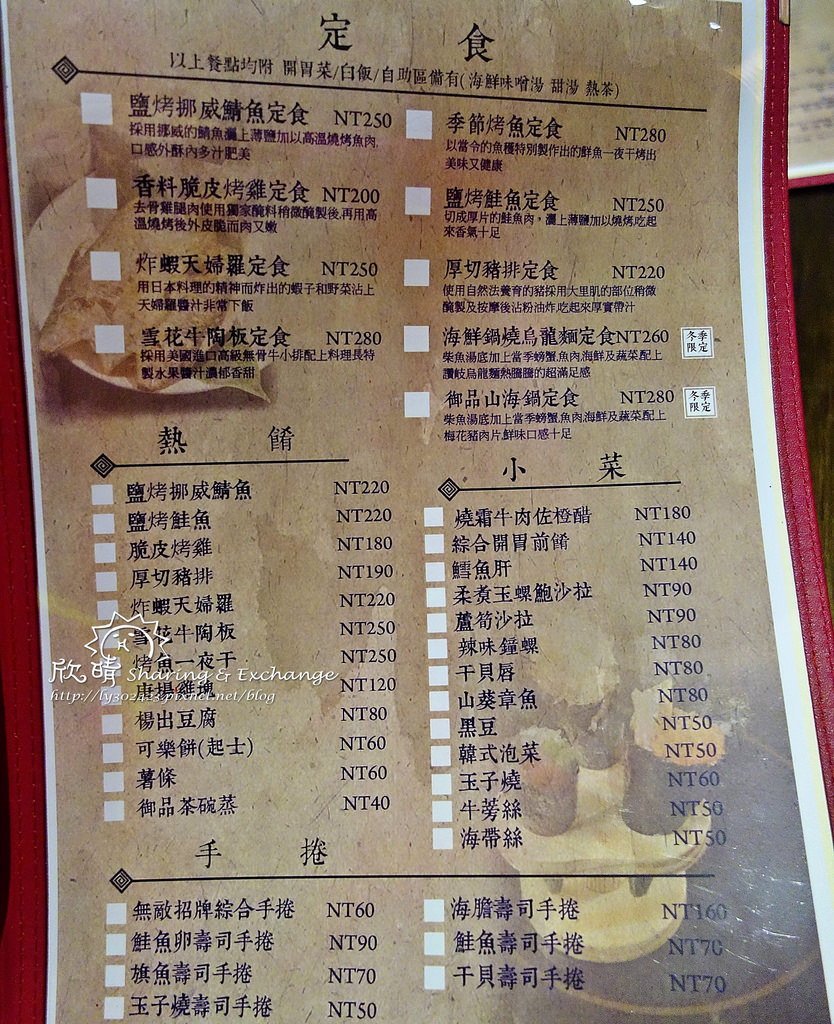 定 食
以上餐點均附 開胃菜/白飯/自助區備有(海鮮味噌湯 甜湯 熱茶)
鹽烤挪威鯖魚定食 NT250
採用挪威的鯖魚灑上薄鹽加以高溫燒烤魚肉,
口感外酥內多汁肥美
香料脆皮烤雞定食 NT200
去骨雞腿肉使用獨家醃料稍微醃製後,再用高
溫燒烤後外皮脆而肉又嫩
炸蝦天婦羅定食 NT250
用日本料理的精神而炸出的蝦子和野菜沾上
天婦羅醬汁非常下飯
雪花牛陶板定食 NT280
採用美國進口高級無骨牛小排配上料理長特
製水果醬汁濃郁香甜
季節烤魚定食 NT280
以當令的魚種特別製作出的鮮魚一夜干烤出
美味又健康
鹽烤鮭魚定食 NT250
切成厚片的鮭魚肉，灑上薄鹽加以燒烤,吃起
來香氣十足
厚切豬排定食 NT220
使用自然法養育的豬採用大里肌的部位稍微
醃製及按摩後沾粉油炸,吃起來厚實帶汁
海鮮鍋燒烏龍麵定食NT260 冬季
限定
柴魚湯底加上當季螃蟹,魚肉,海鮮及蔬菜配上
讚岐烏龍麵熱騰騰的超滿足感
御品山海鍋定食 NT280 冬季
限定
柴魚湯底加上當季螃蟹,魚肉,海鮮及蔬菜配上
梅花豬肉片,鮮味口感十足
熱 餚
鹽烤挪威鯖魚 NT220
鹽烤鮭魚 NT220
脆皮烤雞 NT180
厚切豬排 NT190
炸蝦天婦羅 NT220
雪花牛陶板 NT250
烤魚一夜干 NT250
唐揚雞塊 NT120
楊出豆腐 NT80
可樂餅(起士) NT60
薯條 NT60
御品茶碗蒸 NT40
欣晴 Sharing & Exchange
小 菜
燒霜牛肉佐橙醋 NT180
綜合開胃前餚 NT140
鱈魚肝 NT140
柔煮玉螺鮑沙拉 NT90
蘆筍沙拉 NT90
辣味鐘螺 NT80
干貝唇 NT80
山葵章魚 NT80
黑豆 NT50
韓式泡菜 NT50
玉子燒 NT60
牛蒡絲 NT50
海帶絲 NT50
手 捲
無敵招牌綜合手捲 NT60
鮭魚卵壽司手捲 NT90
旗魚壽司手捲 NT70
玉子燒壽司手捲 NT50
海膽壽司手捲 NT160
鮭魚壽司手捲 NT70
干貝壽司手捲 NT70